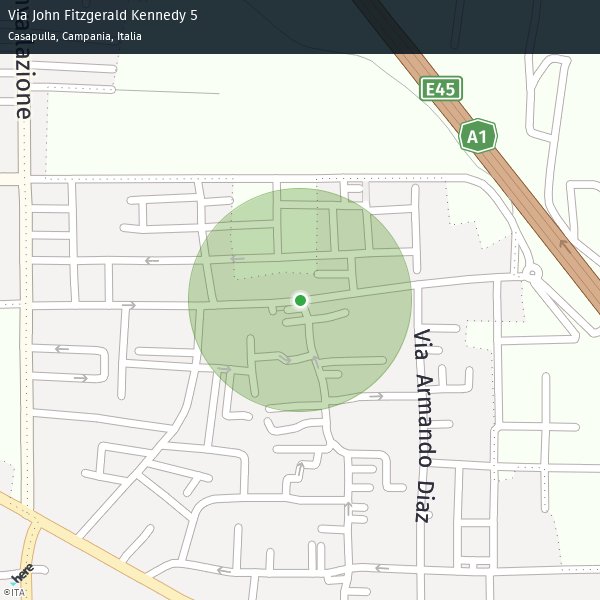 Via John Fitzgerald Kennedy 5
Casapulla, Campania, Italia
E45
A1
Via Armando Diaz
here
©ITA